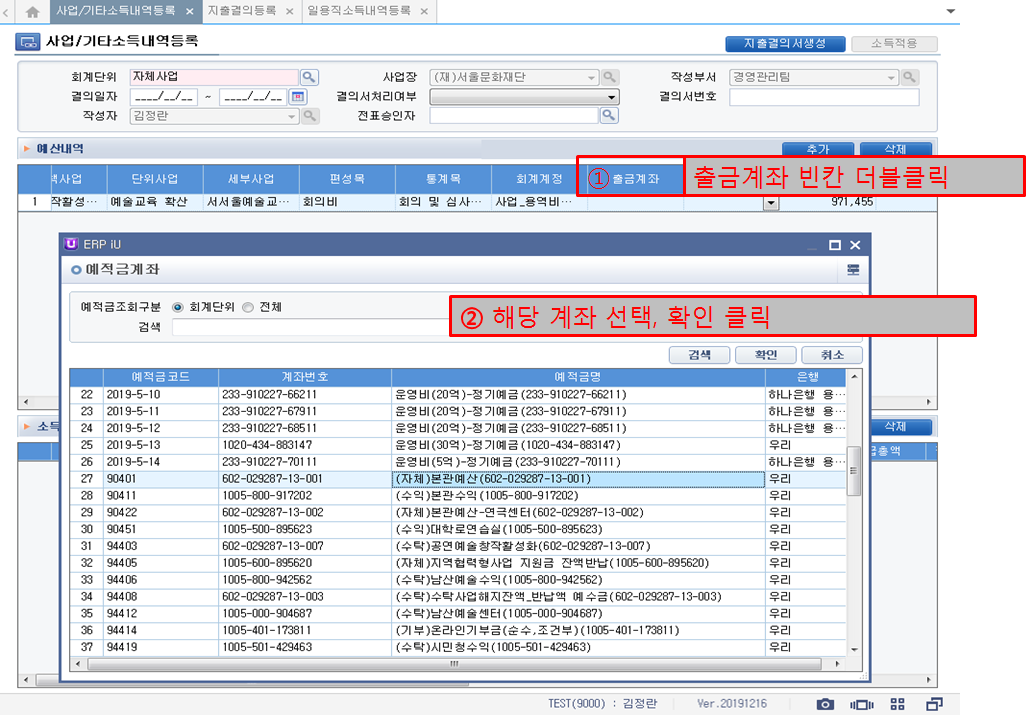 사업/기타소득내역등록 × 지출결의등록 × 일용직소득내역등록 ×
사업/기타소득내역등록
지출결의서생성 소득적용
회계단위 자체사업 사업장 (재)서울문화재단 작성부서 경영관리팀
결의일자 ____/__/__ ~ ____/__/__ 결의서처리여부 결의서번호
작성자 김정란 전표승인자
예산내역 추가 삭제
책사업 단위사업 세부사업 편성목 통계목 회계계정 ① 출금계좌 출금계좌 빈칸 더블클릭
1 작활성… 예술교육 확산 서서울예술교… 회의비 회의 및 심사… 사업_용역비… 971,455
ERP iU
예적금계좌
예적금조회구분 회계단위 전체
검색
② 해당 계좌 선택, 확인 클릭
검색 확인 취소
예적금코드 계좌번호 예적금명 은행
22 2019-5-10 233-910227-66211 운영비(20억)-정기예금(233-910227-66211) 하나은행 용…
23 2019-5-11 233-910227-67911 운영비(20억)-정기예금(233-910227-67911) 하나은행 용…
24 2019-5-12 233-910227-68511 운영비(20억)-정기예금(233-910227-68511) 하나은행 용…
25 2019-5-13 1020-434-883147 운영비(30억)-정기예금(1020-434-883147) 우리
26 2019-5-14 233-910227-70111 운영비(5억)-정기예금(233-910227-70111) 하나은행 용…
27 90401 602-029287-13-001 (자체)본관예산(602-029287-13-001) 우리
28 90411 1005-800-917202 (수익)본관수익(1005-800-917202) 우리
29 90422 602-029287-13-002 (자체)본관예산-연극센터(602-029287-13-002) 우리
30 90451 1005-500-895623 (수익)대학로연습실(1005-500-895623) 우리
31 94403 602-029287-13-007 (수탁)공연예술창작활성화(602-029287-13-007) 우리
32 94405 1005-600-895620 (자체)지역협력형사업 지원금 잔액반납(1005-600-895620) 우리
33 94406 1005-800-942562 (수탁)남산예술수익(1005-800-942562) 우리
34 94408 602-029287-13-003 (수탁)수탁사업해지잔액_반납액 예수금(602-029287-13-003) 우리
35 94412 1005-000-904687 (수탁)남산예술센터(1005-000-904687) 우리
36 94414 1005-401-173811 (기부)온라인기부금(순수,조건부)(1005-401-173811) 우리
37 94419 1005-501-429463 (수탁)시민청수익(1005-501-429463) 우리
소득 삭제
총액
TEST(9000) : 김정란 Ver.20191216